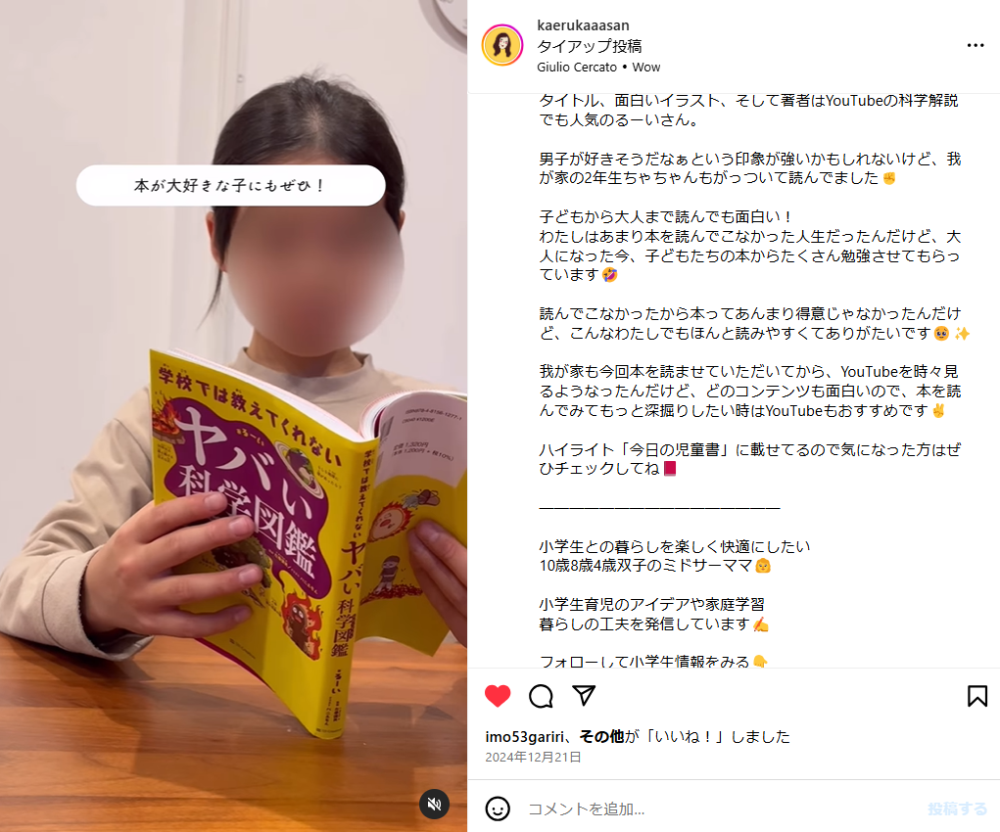 本が大好きな子にもぜひ！
学校では教えてくれない
ヤバい
科学図鑑
るーい
学校では教えてくれない ヤバい 科学図鑑
るーい
kaerukaaasan
タイアップ投稿
Giulio Cercato • Wow
タイトル、面白いイラスト、そして著者はYouTubeの科学解説
でも人気のるーいさん。
男子が好きそうだなぁという印象が強いかもしれないけど、我
が家の2年生ちゃちゃんもがっついて読んでました✊
子どもから大人まで読んでも面白い！
わたしはあまり本を読んでこなかった人生だったんだけど、大
人になった今、子どもたちの本からたくさん勉強させてもらっ
ています🤣
読んでこなかったから本ってあんまり得意じゃなかったんだけ
ど、こんなわたしでもほんと読みやすくてありがたいです🥹✨
我が家も今回本を読ませていただいてから、YouTubeを時々見
るようなったんだけど、どのコンテンツも面白いので、本を読
んでみてもっと深掘りしたい時はYouTubeもおすすめです✌️
ハイライト「今日の児童書」に載せてるので気になった方はぜ
ひチェックしてね📕
————————————————
小学生との暮らしを楽しく快適にしたい
10歳8歳4歳双子のミドサーママ👩
小学生育児のアイデアや家庭学習
暮らしの工夫を発信しています✍️
フォローして小学生情報をみる👇
imo53gariri、その他が「いいね！」しました
2024年12月21日
コメントを追加...
投稿する